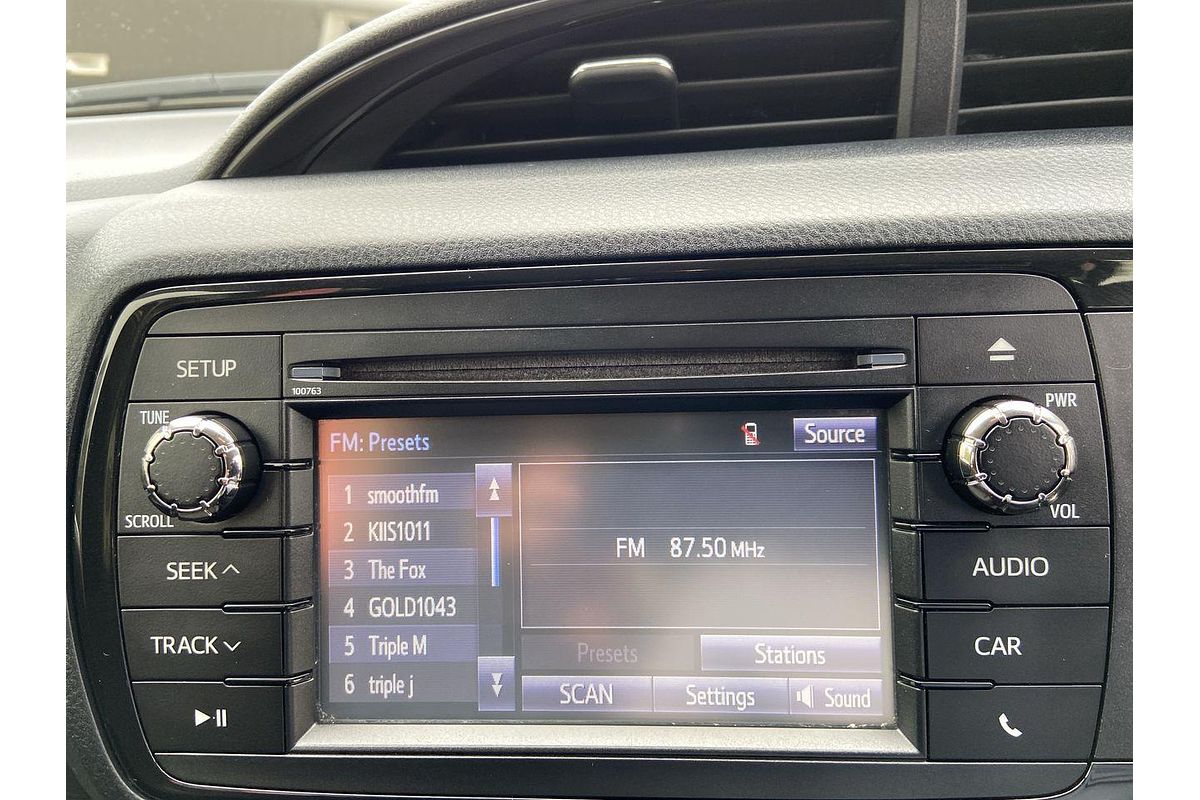 SETUP
100763
TUNE
SCROLL
PWR
VOL
FM: Presets
Source
1 smoothfm
2 KIIS1011
3 The Fox
4 GOLD1043
5 Triple M
6 triple j
FM 87.50 MHz
Presets
Stations
SCAN
Settings
Sound
SEEK
TRACK
AUDIO
CAR